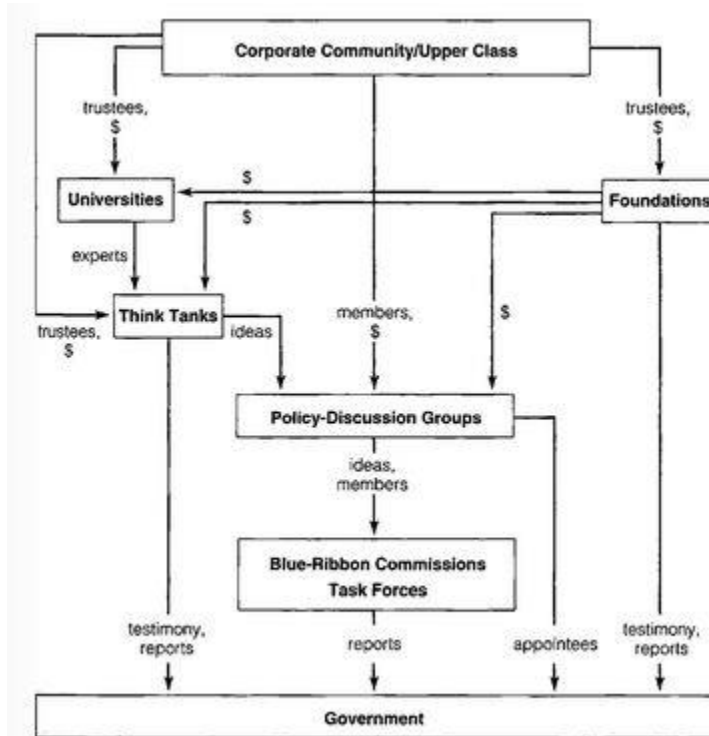 Corporate Community/Upper Class
trustees,
$
trustees,
$
$
Universities
Foundations
$
experts
Think Tanks
ideas
members,
$
$
trustees,
$
Policy-Discussion Groups
ideas,
members
Blue-Ribbon Commissions
Task Forces
testimony,
reports
reports
appointees
testimony,
reports
Government